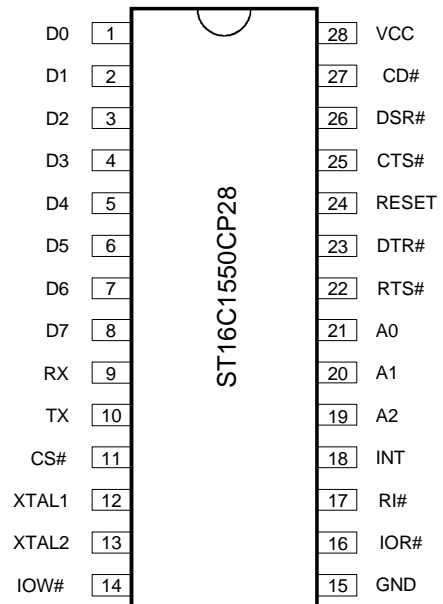 D0 1 28 VCC
D1 2 27 CD#
D2 3 26 DSR#
D3 4 25 CTS#
D4 5 24 RESET
D5 6 23 DTR#
D6 7 22 RTS#
D7 8 21 A0
RX 9 20 A1
TX 10 19 A2
CS# 11 18 INT
XTAL1 12 17 RI#
XTAL2 13 16 IOR#
IOW# 14 15 GND
ST16C1550CP28